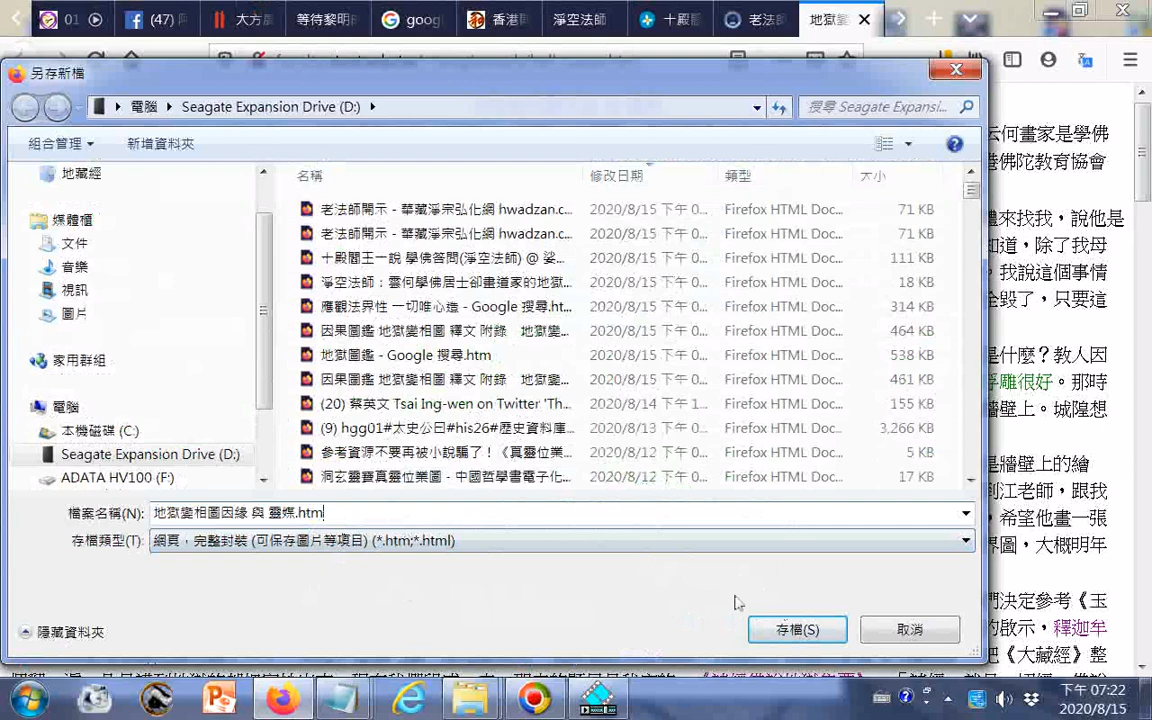 01
(47)
大方廣
等待黎明
goog
香港
淨空法師
十殿
老法師
地獄變
另存新檔
電腦 Seagate Expansion Drive (D:)
搜尋 Seagate Expansi...
組合管理
新增資料夾
名稱 修改日期 類型 大小
地藏經
媒體櫃
文件
音樂
視訊
圖片
家用群組
電腦
本機磁碟 (C:)
Seagate Expansion Drive (D:)
ADATA HV100 (F:)
老法師開示 - 華藏淨宗弘化網 hwadzan.c... 2020/8/15 下午 0... Firefox HTML Doc... 71 KB
老法師開示 - 華藏淨宗弘化網 hwadzan.c... 2020/8/15 下午 0... Firefox HTML Doc... 71 KB
十殿閻王一說 學佛答問(淨空法師) @ 娑... 2020/8/15 下午 0... Firefox HTML Doc... 111 KB
淨空法師：雲何學佛居士卻畫道家的地獄... 2020/8/15 下午 0... Firefox HTML Doc... 18 KB
應觀法界性 一切唯心造 - Google 搜尋.ht... 2020/8/15 下午 0... Firefox HTML Doc... 314 KB
因果圖鑑 地獄變相圖 釋文 附錄 地獄變... 2020/8/15 下午 0... Firefox HTML Doc... 464 KB
地獄圖鑑 - Google 搜尋.htm 2020/8/15 下午 0... Firefox HTML Doc... 538 KB
因果圖鑑 地獄變相圖 釋文 附錄 地獄變... 2020/8/15 下午 0... Firefox HTML Doc... 461 KB
(20) 蔡英文 Tsai Ing-wen on Twitter 'Th... 2020/8/14 下午 1... Firefox HTML Doc... 155 KB
(9) hgg01#太史公曰#his26#歷史資料庫... 2020/8/12 下午 0... Firefox HTML Doc... 3,266 KB
參考資源不要再被小說騙了！《真靈位業... 2020/8/12 下午 0... Firefox HTML Doc... 5 KB
洞玄靈寶真靈位業圖 - 中國哲學書電子化... 2020/8/12 下午 0... Firefox HTML Doc... 17 KB
檔案名稱(N): 地獄變相圖因緣 與 靈媒.htm
存檔類型(T): 網頁，完整封裝 (可保存圖片等項目) (*.htm;*.html)
隱藏資料夾
存檔(S)
取消
云何畫家是學佛
港佛陀教育協會
體來找我，說他是
知道，除了我母
。我說這個事情
全毀了，只要這
是什麼？教人因
浮雕很好。那時
牆壁上。城隍想
是牆壁上的繪
到江老師，跟我
，希望他畫一張
界圖，大概明年
們決定參考《玉
的啟示，釋迦牟
把《大藏經》整
下午 07:22
2020/8/15